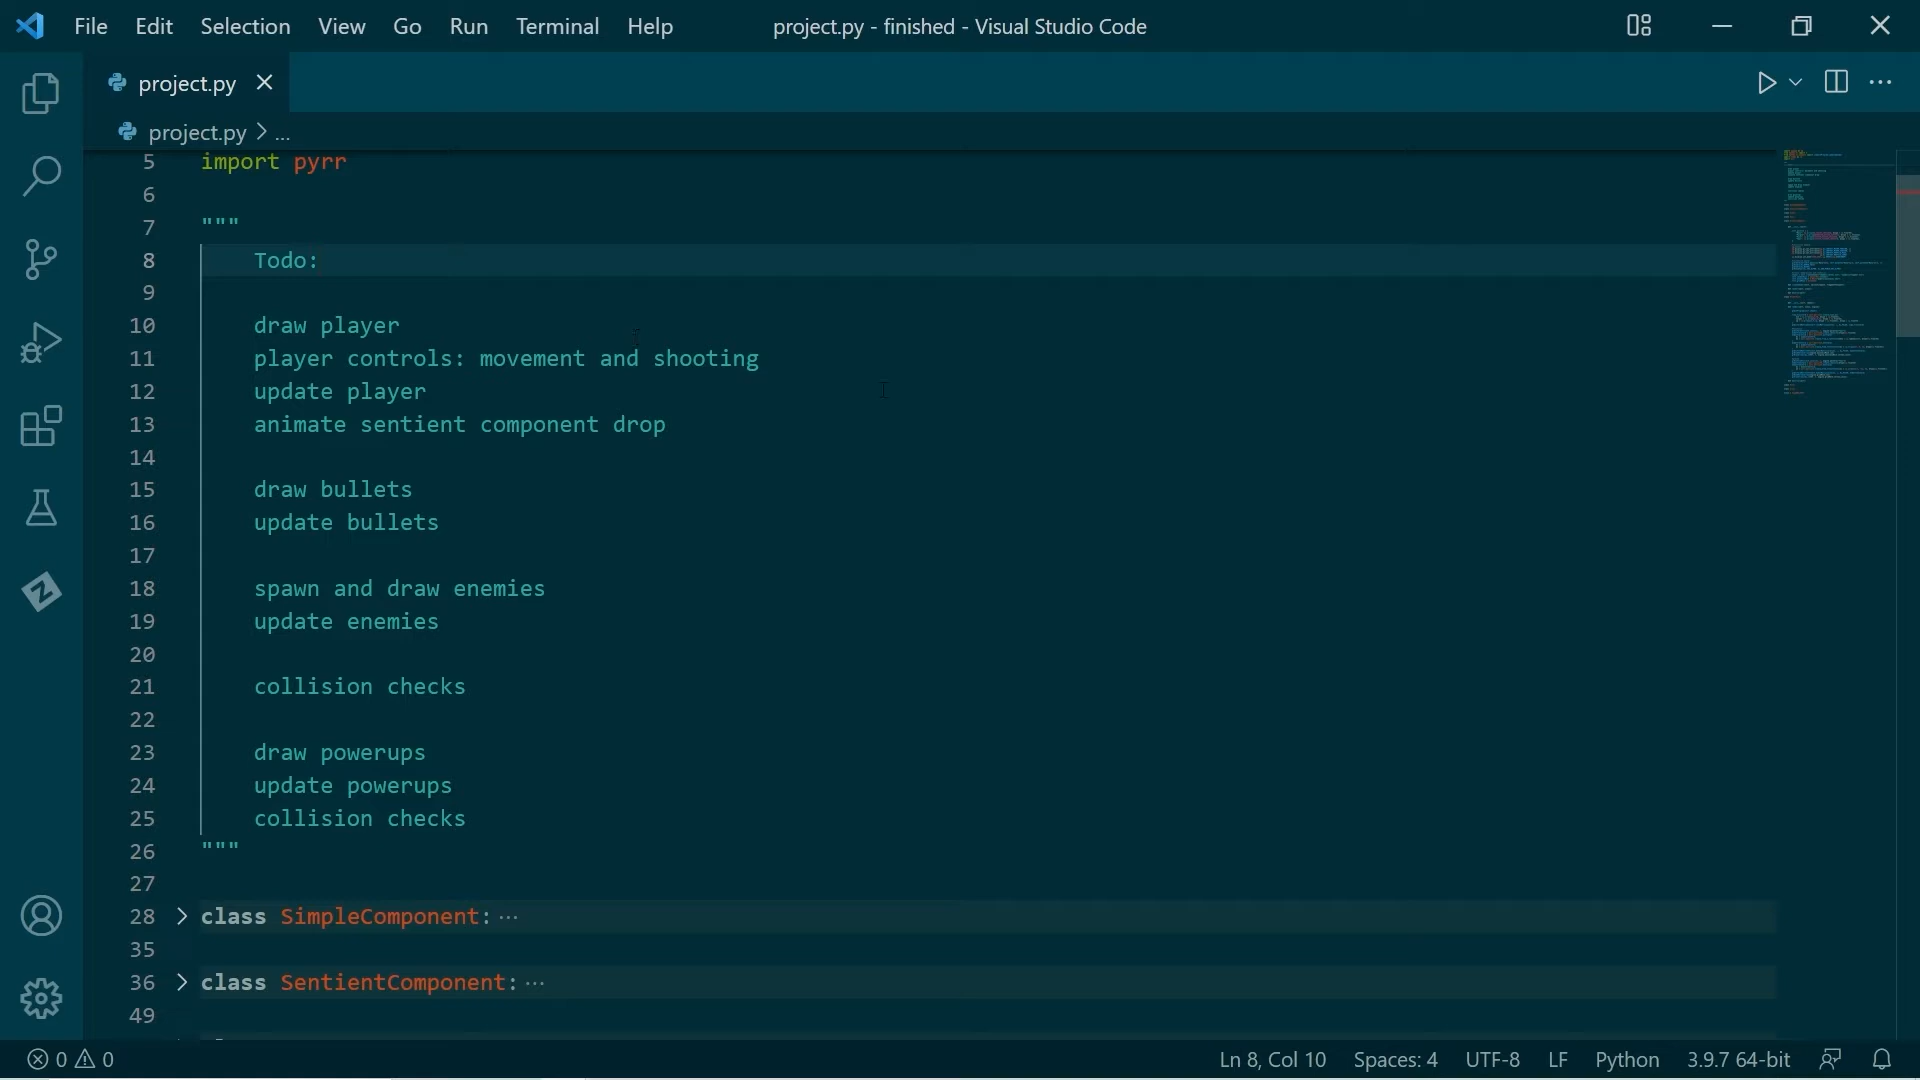 File Edit Selection View Go Run Terminal Help project.py - finished - Visual Studio Code
project.py
project.py > ...
5 import pyrr
6
7 """
8 Todo:
9
10 draw player
11 player controls: movement and shooting
12 update player
13 animate sentient component drop
14
15 draw bullets
16 update bullets
17
18 spawn and draw enemies
19 update enemies
20
21 collision checks
22
23 draw powerups
24 update powerups
25 collision checks
26 """
27
28 class SimpleComponent: ...
35
36 class SentientComponent: ...
49
0 0 Ln 8, Col 10 Spaces: 4 UTF-8 LF Python 3.9.7 64-bit